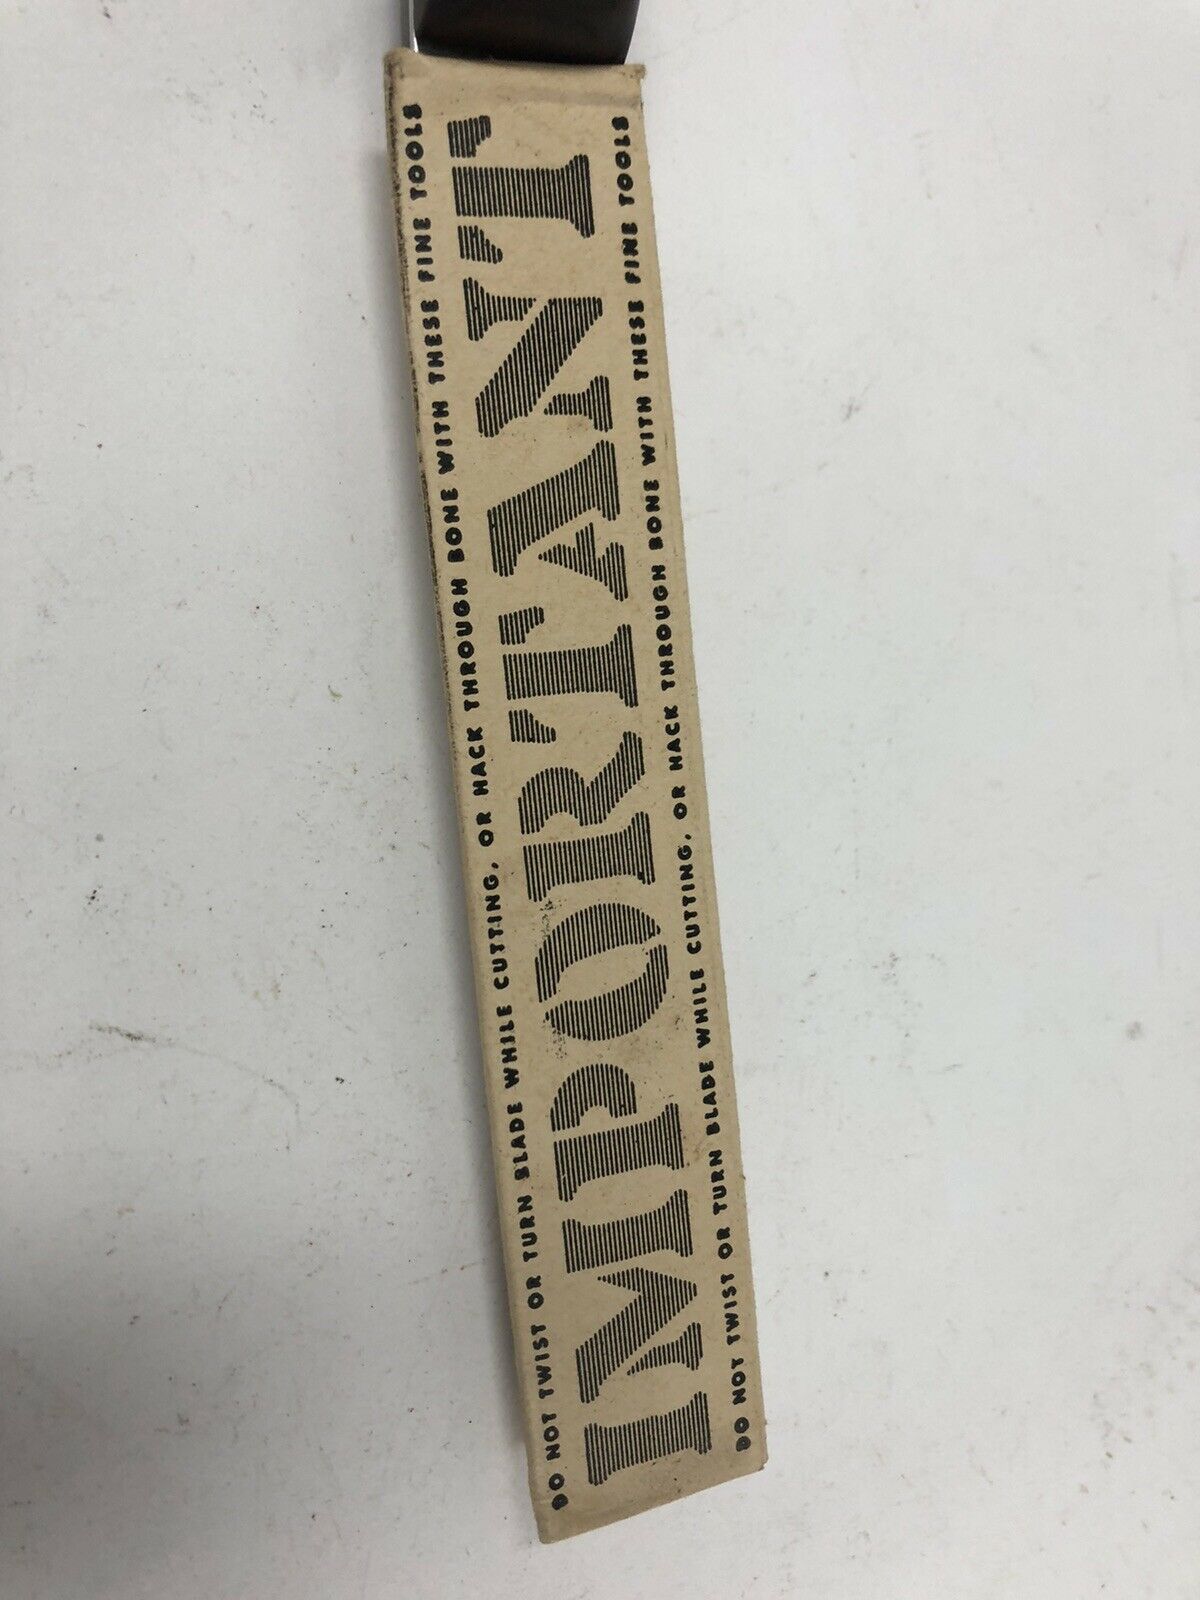 DO NOT TWIST OR TURN BLADE WHILE CUTTING, OR HACK THROUGH BONE WITH THESE FINE TOOLS
IMPORTANT
DO NOT TWIST OR TURN BLADE WHILE CUTTING, OR HACK THROUGH BONE WITH THESE FINE TOOLS